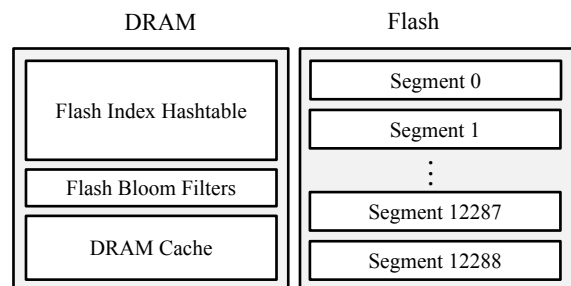 DRAM
Flash Index Hashtable
Flash Bloom Filters
DRAM Cache
Flash
Segment 0
Segment 1
⋮
Segment 12287
Segment 12288